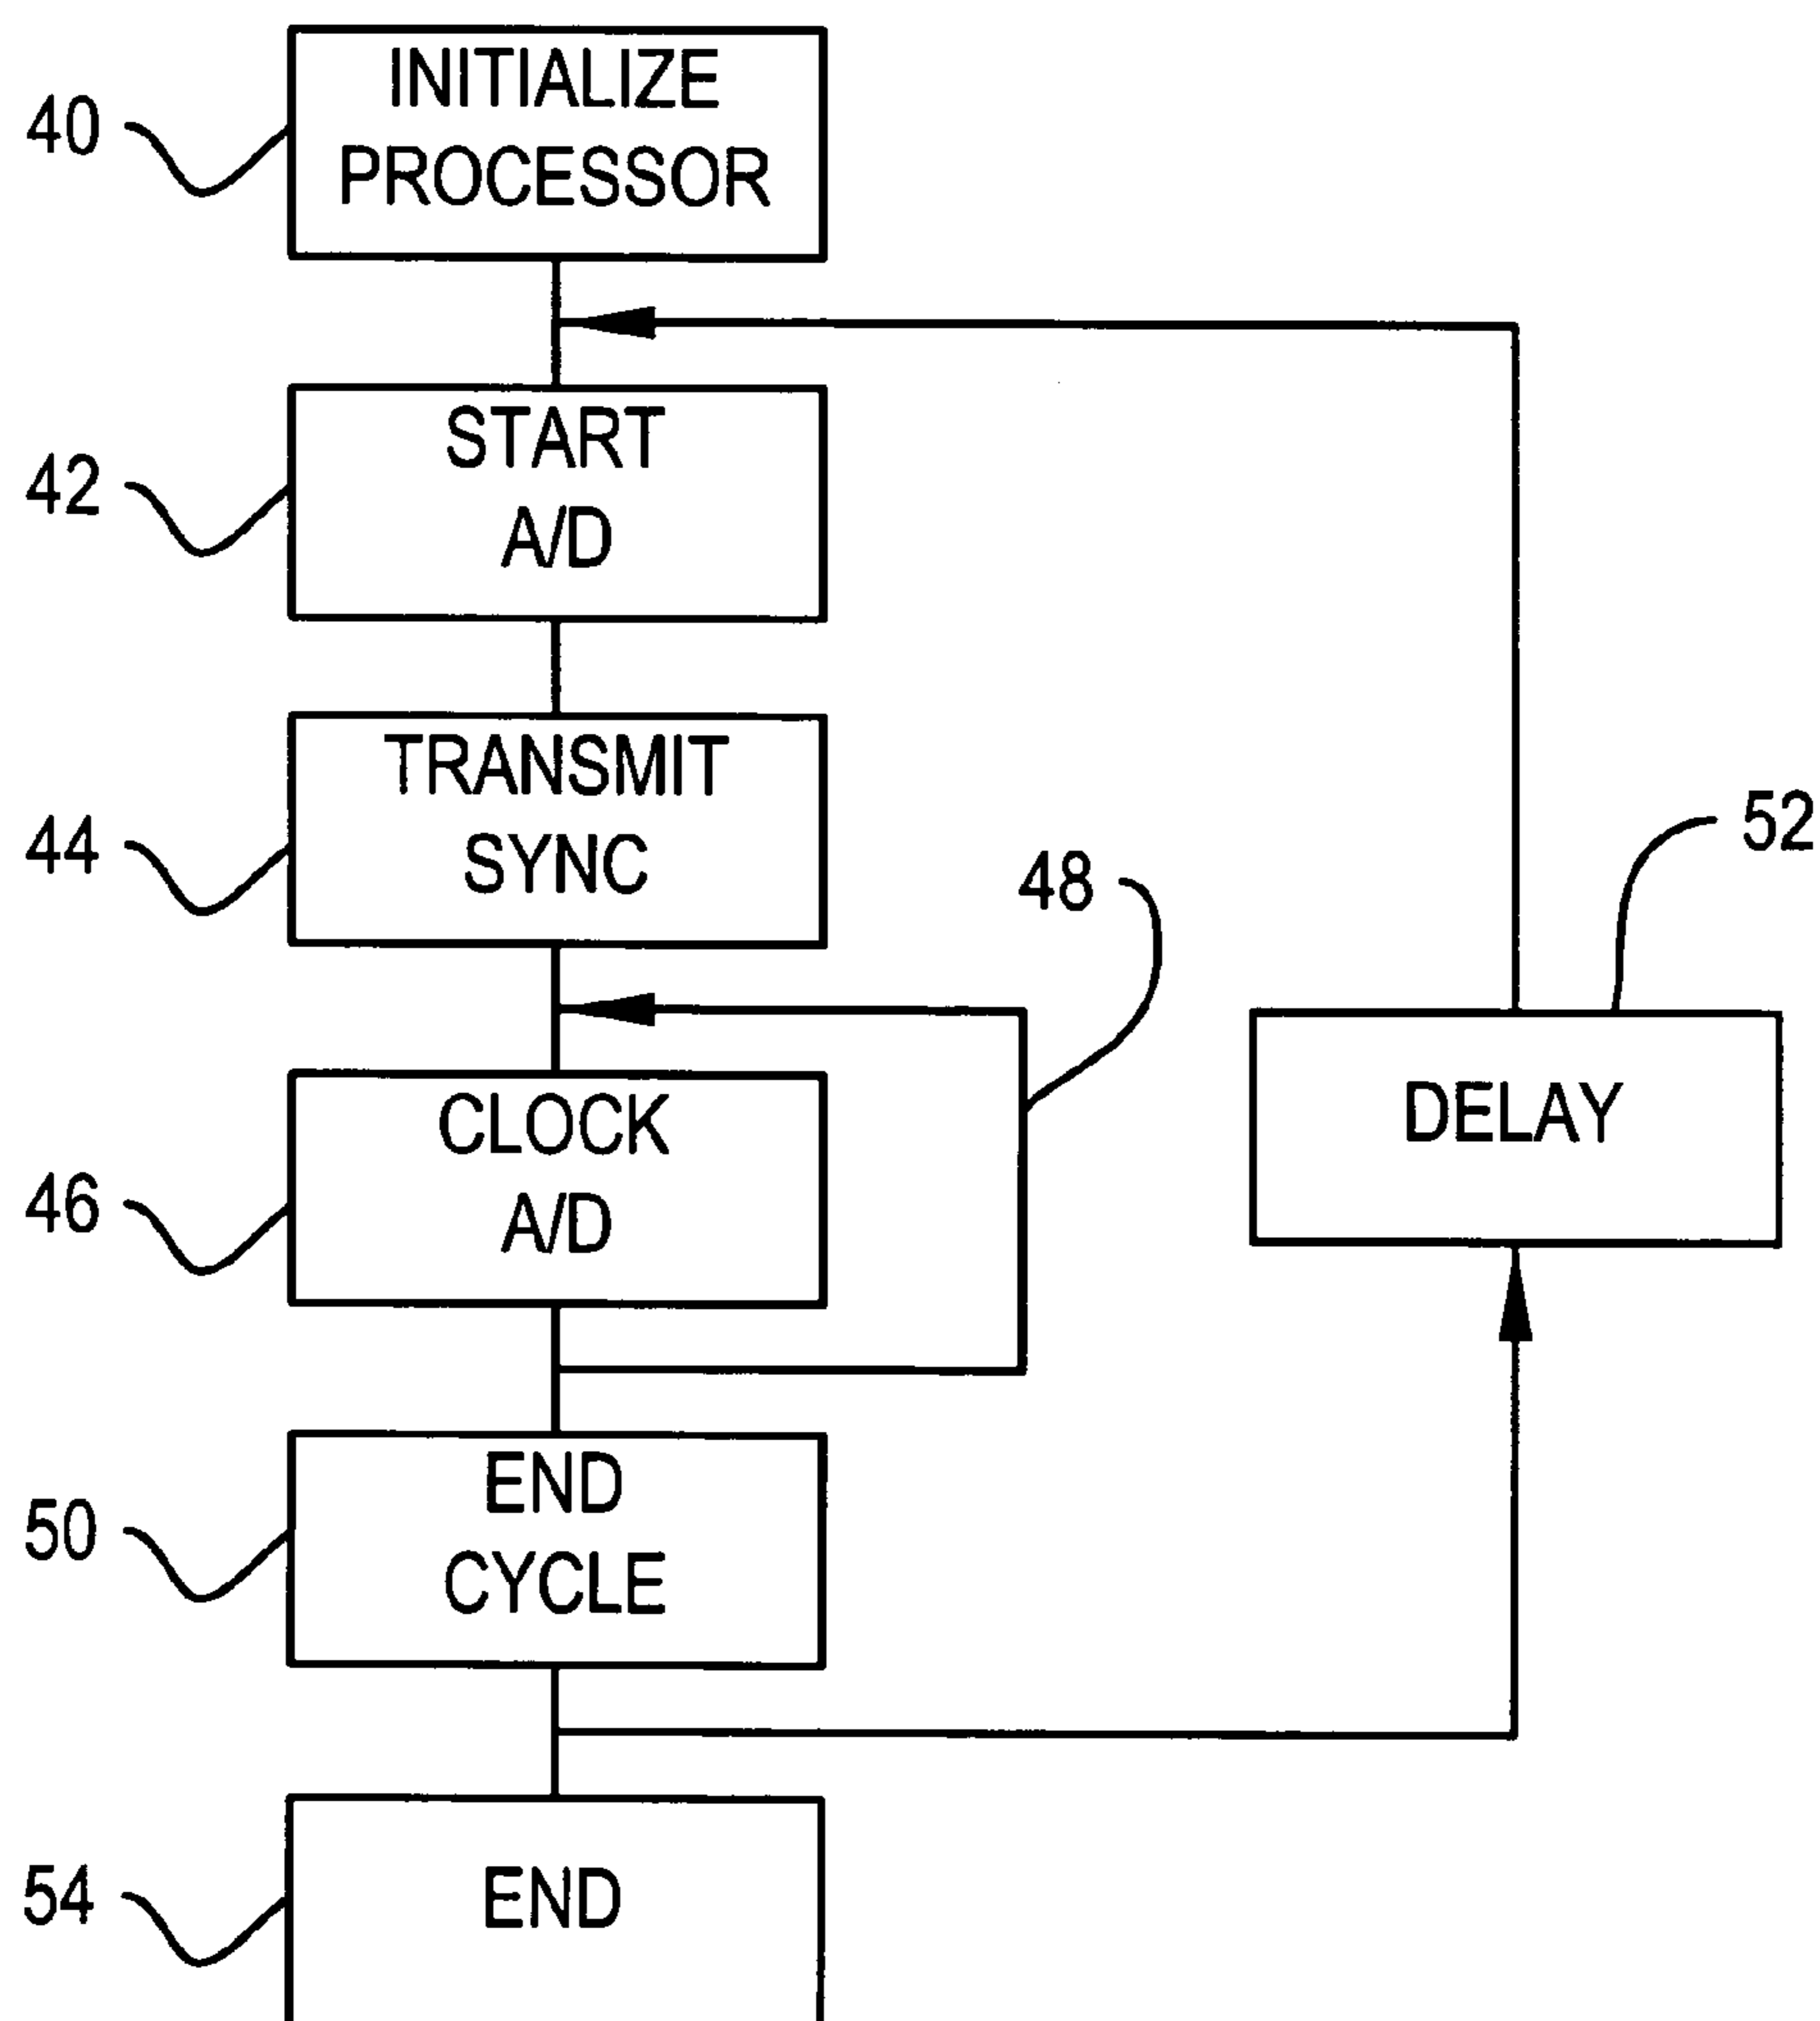 INITIALIZE
PROCESSOR
40
START
A/D
42
TRANSMIT
SYNC
44
48
52
CLOCK
A/D
46
DELAY
END
CYCLE
50
END
54